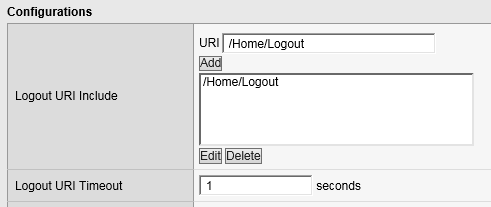 Configurations
URI /Home/Logout
Add
Logout URI Include
/Home/Logout
Edit Delete
Logout URI Timeout 1 seconds